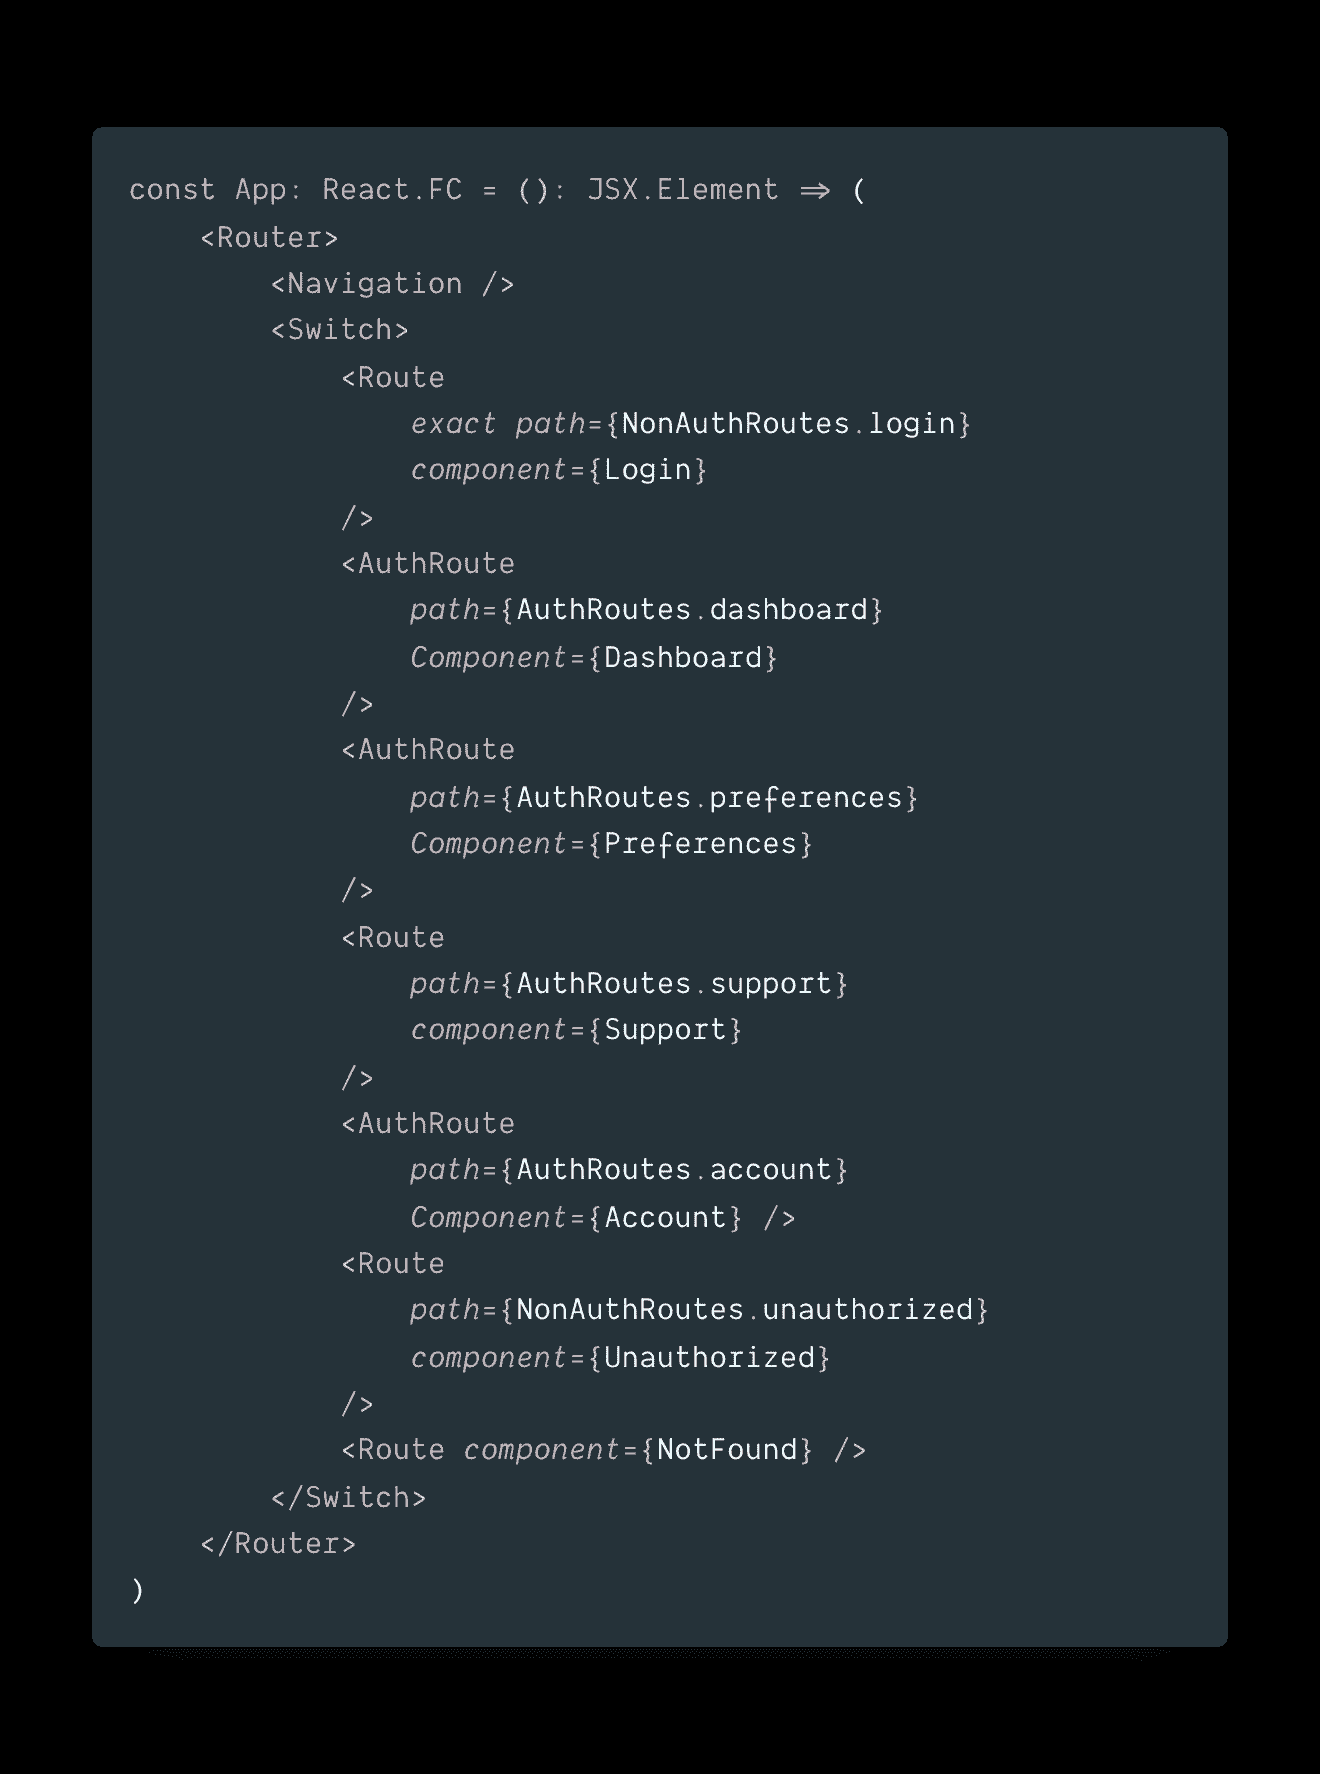 const App: React.FC = (): JSX.Element => (
    <Router>
        <Navigation />
        <Switch>
            <Route
                exact path={NonAuthRoutes.login}
                component={Login}
            />
            <AuthRoute
                path={AuthRoutes.dashboard}
                Component={Dashboard}
            />
            <AuthRoute
                path={AuthRoutes.preferences}
                Component={Preferences}
            />
            <Route
                path={AuthRoutes.support}
                component={Support}
            />
            <AuthRoute
                path={AuthRoutes.account}
                Component={Account} />
            <Route
                path={NonAuthRoutes.unauthorized}
                component={Unauthorized}
            />
            <Route component={NotFound} />
        </Switch>
    </Router>
)